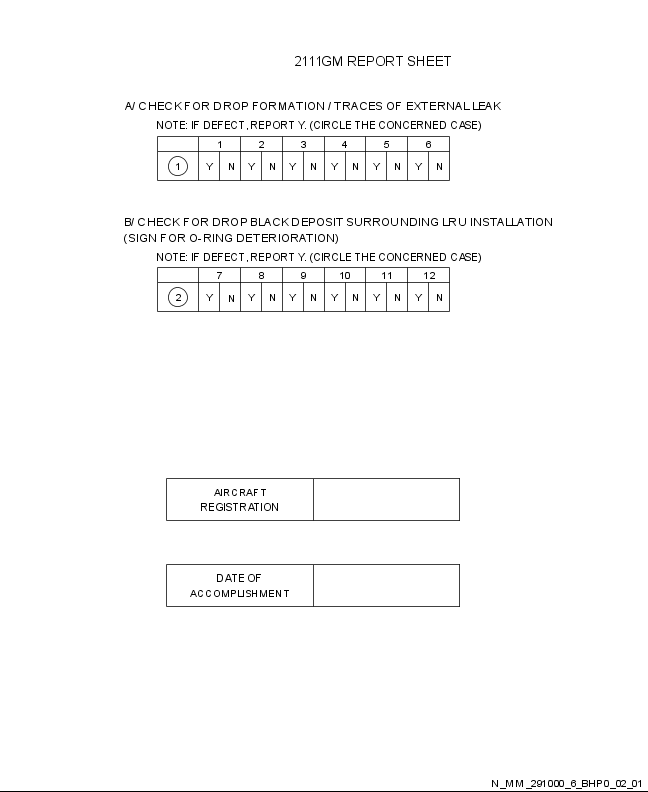 2111GM REPORT SHEET
A/ CHECK FOR DROP FORMATION / TRACES OF EXTERNAL LEAK
NOTE: IF DEFECT, REPORT Y. (CIRCLE THE CONCERNED CASE)
1 2 3 4 5 6
1 Y N Y N Y N Y N Y N Y N
B/ CHECK FOR DROP BLACK DEPOSIT SURROUNDING LRU INSTALLATION
(SIGN FOR O-RING DETERIORATION)
NOTE: IF DEFECT, REPORT Y. (CIRCLE THE CONCERNED CASE)
7 8 9 10 11 12
2 Y N Y N Y N Y N Y N Y N
AIRCRAFT
REGISTRATION
DATE OF
ACCOMPLISHMENT
N_MM_291000_6_BHP0_02_01